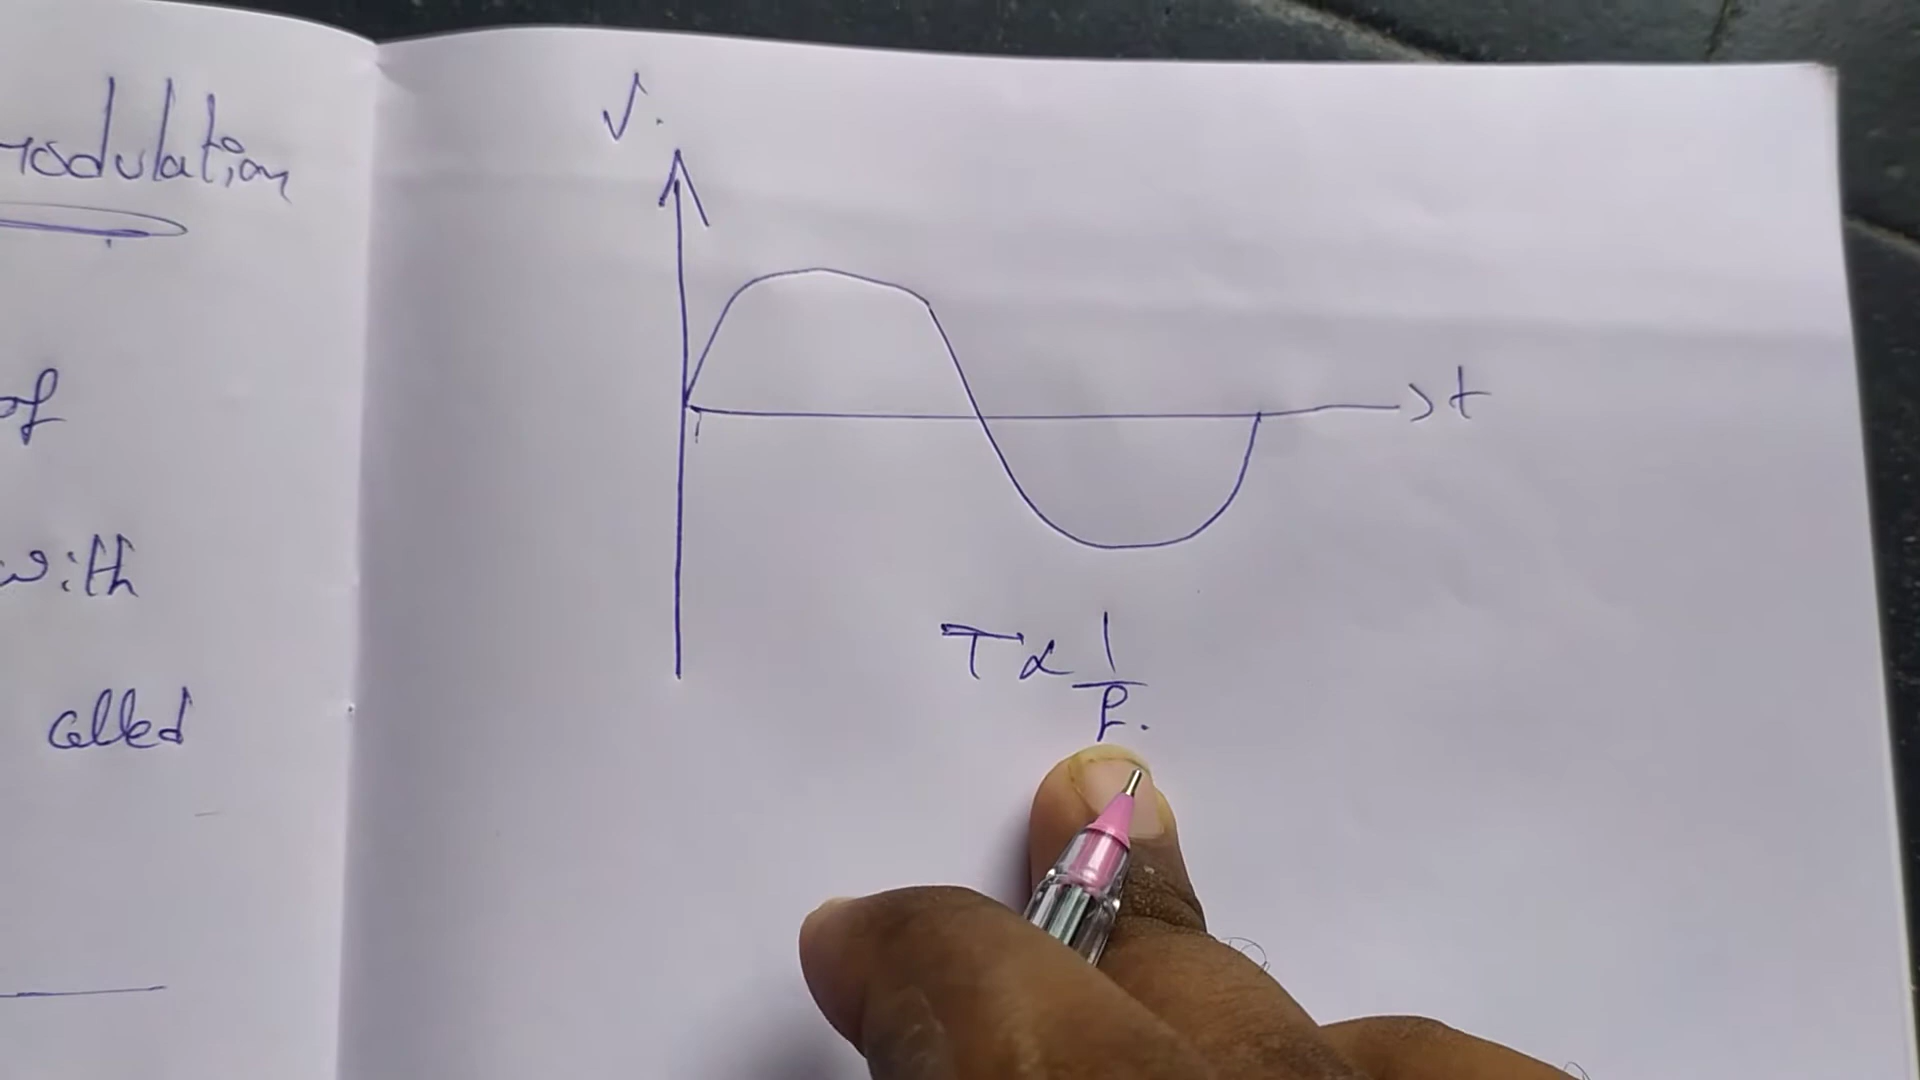 modulation
of
with
called
V.
t
T ∝ 1/f.